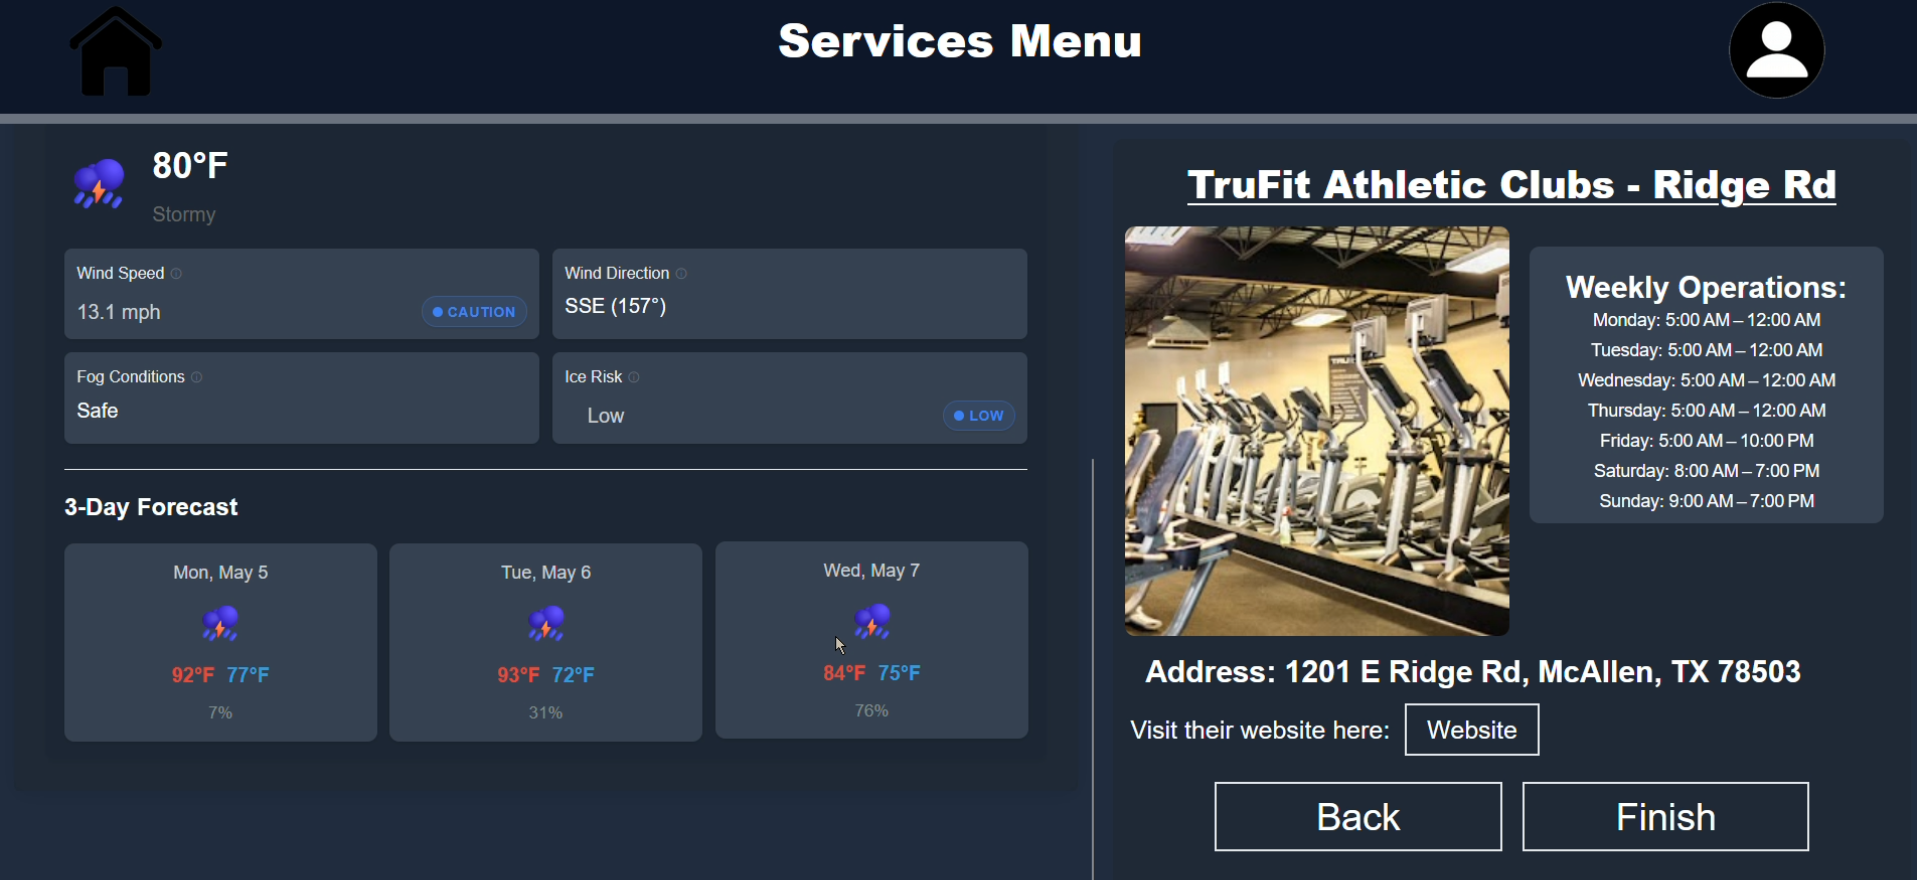 Services Menu
80°F
Stormy
Wind Speed
13.1 mph
CAUTION
Wind Direction
SSE (157°)
Fog Conditions
Safe
Ice Risk
Low
LOW
3-Day Forecast
Mon, May 5
92°F 77°F
7%
Tue, May 6
93°F 72°F
31%
Wed, May 7
84°F 75°F
76%
TruFit Athletic Clubs - Ridge Rd
Weekly Operations:
Monday: 5:00 AM – 12:00 AM
Tuesday: 5:00 AM – 12:00 AM
Wednesday: 5:00 AM – 12:00 AM
Thursday: 5:00 AM – 12:00 AM
Friday: 5:00 AM – 10:00 PM
Saturday: 8:00 AM – 7:00 PM
Sunday: 9:00 AM – 7:00 PM
Address: 1201 E Ridge Rd, McAllen, TX 78503
Visit their website here:
Website
Back
Finish